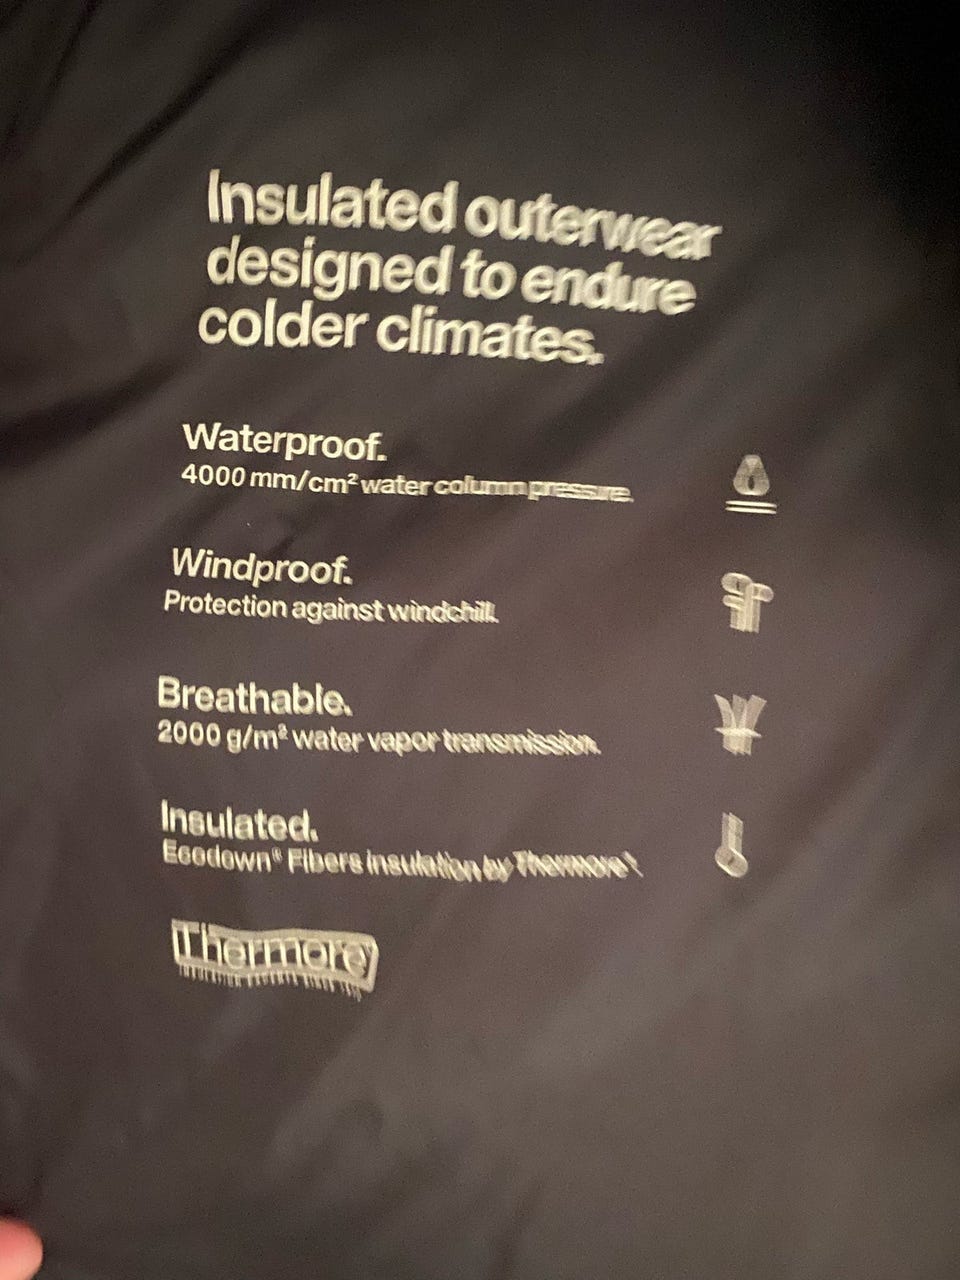 Insulated outerwear
designed to endure
colder climates.
Waterproof.
4000 mm/cm² water column pressure.
Windproof.
Protection against windchill.
Breathable.
2000 g/m² water vapor transmission.
Insulated.
Ecodown® Fibers insulation by Thermore®
Thermore